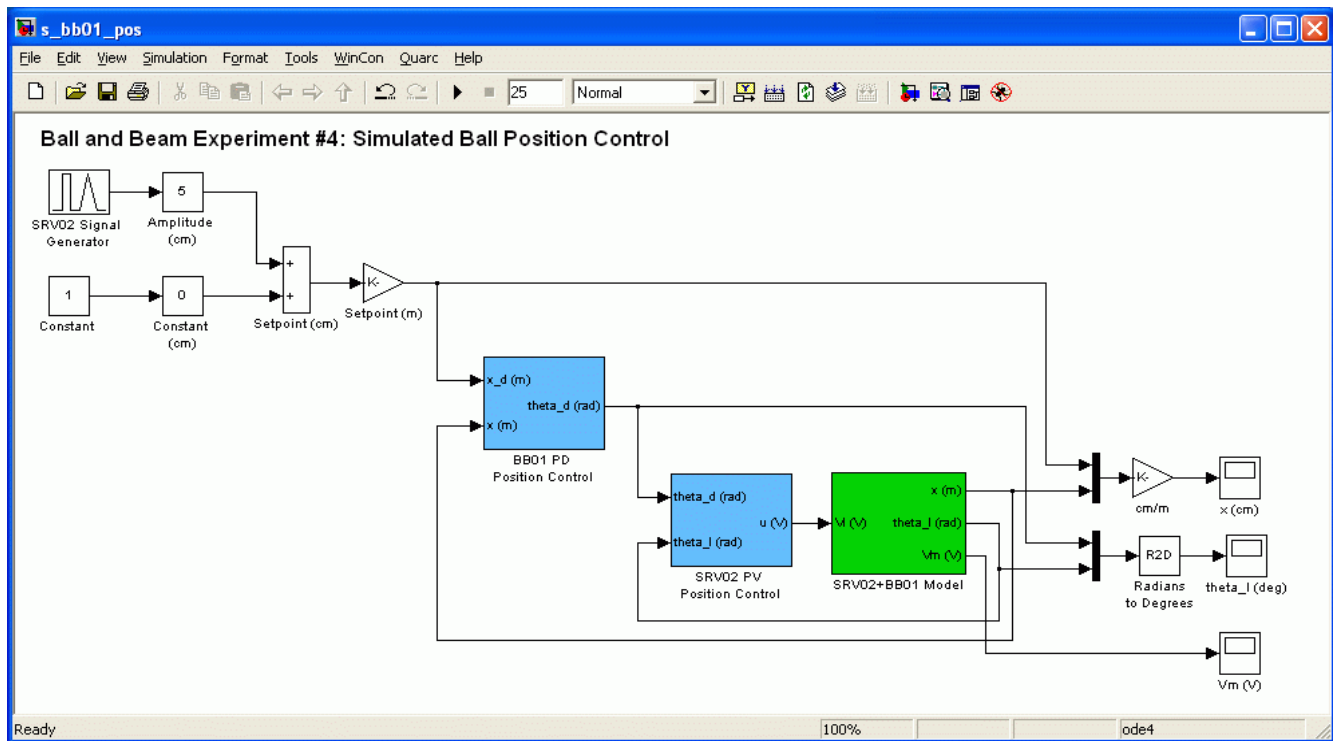 s_bb01_pos
File Edit View Simulation Format Tools WinCon Quarc Help
25 Normal
Ball and Beam Experiment #4: Simulated Ball Position Control
SRV02 Signal
Generator
5
Amplitude
(cm)
1
Constant
0
Constant
(cm)
+
+
Setpoint (cm)
-K-
Setpoint (m)
x_d (m)
theta_d (rad)
x (m)
BB01 PD
Position Control
theta_d (rad)
u (V)
theta_l (rad)
SRV02 PV
Position Control
x (m)
Vl (V)
theta_l (rad)
Vm (V)
SRV02+BB01 Model
-K-
cm/m
x (cm)
R2D
Radians
to Degrees
theta_l (deg)
Vm (V)
Ready 100% ode4